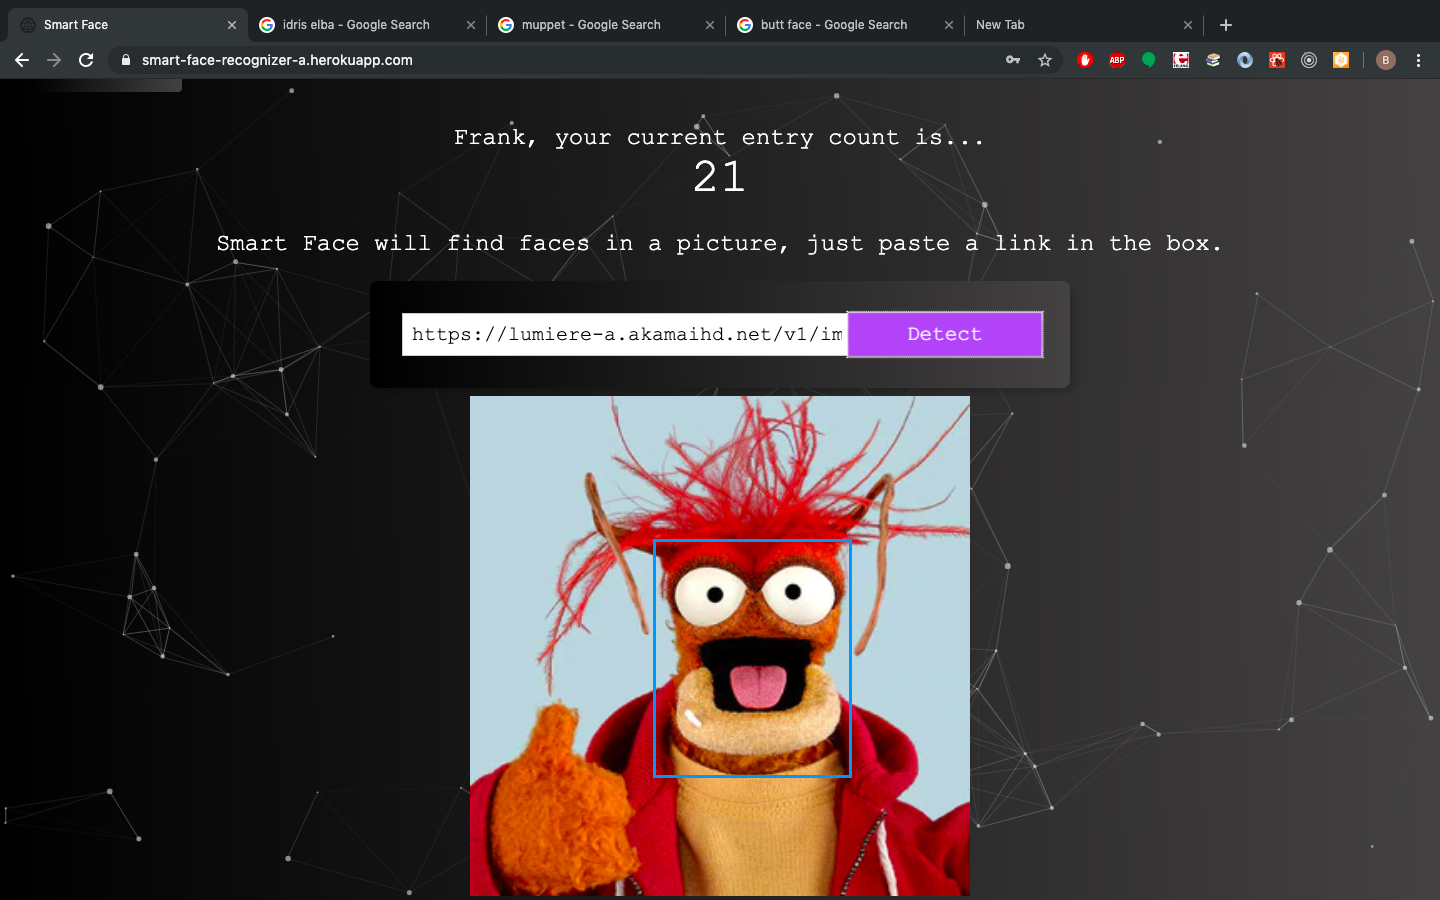 Smart Face
idris elba - Google Search
muppet - Google Search
butt face - Google Search
New Tab
smart-face-recognizer-a.herokuapp.com
ABP
B
Frank, your current entry count is...
21
Smart Face will find faces in a picture, just paste a link in the box.
https://lumiere-a.akamaihd.net/v1/im
Detect